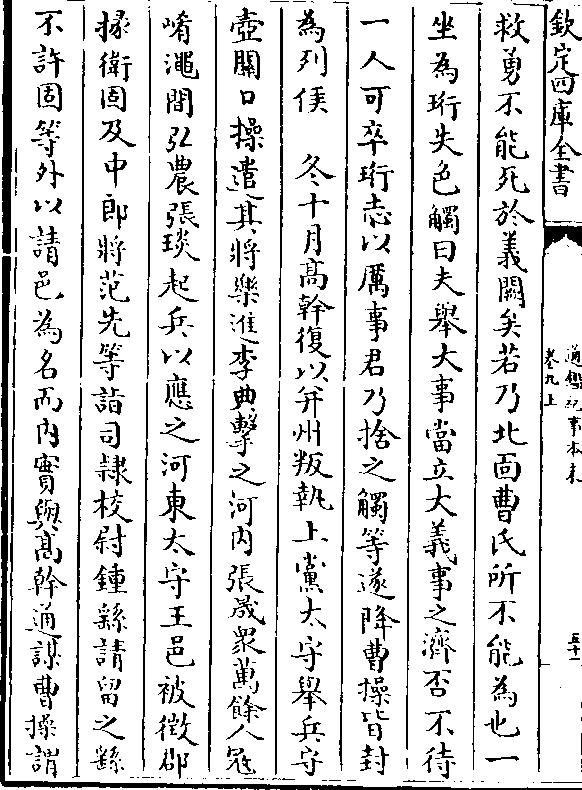 欽定四庫全書
通鑑紀事本末
卷九上
五十一
救勇不能死於義闕矣若乃北面曹氏所不能為也一
坐為珩失色觸曰夫舉大事當立大義事之濟否不待
一人可卒珩志以厲事君乃捨之觸等遂降曹操皆封
為列侯　冬十月高幹復以并州叛執上黨太守舉兵守
壺關口操遣其將樂進李典擊之河内張晟衆萬餘人寇
崤澠間弘農張琰起兵以應之河東太守王邑被徵郡
掾衛固及中郎將范先等詣司隸校尉鍾繇請留之繇
不許固等外以請邑為名而内實與髙幹通謀曹操謂